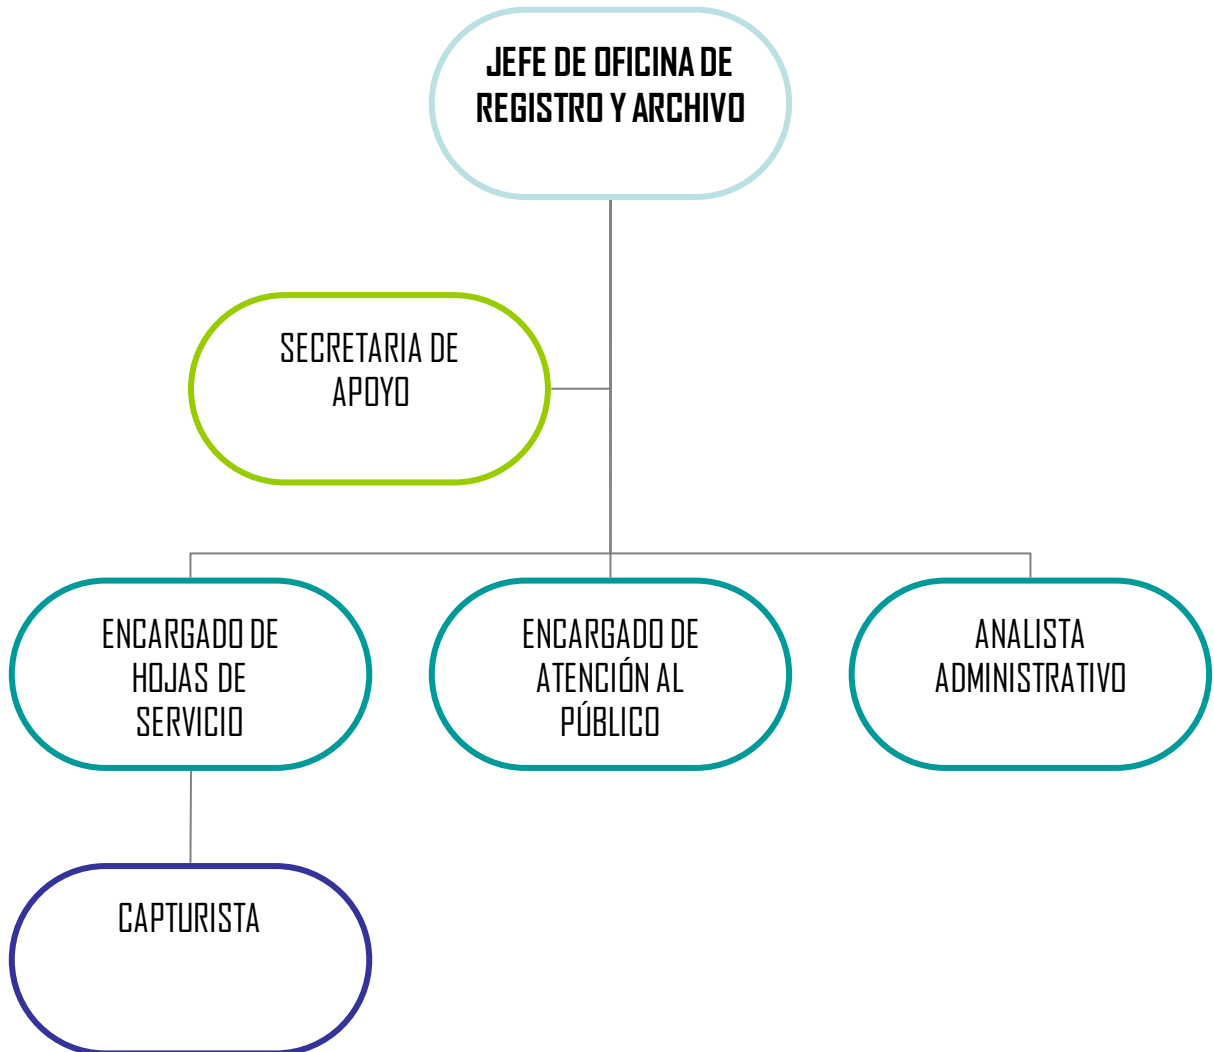 JEFE DE OFICINA DE
REGISTRO Y ARCHIVO
SECRETARIA DE
APOYO
ENCARGADO DE
HOJAS DE
SERVICIO
ENCARGADO DE
ATENCIÓN AL
PÚBLICO
ANALISTA
ADMINISTRATIVO
CAPTURISTA